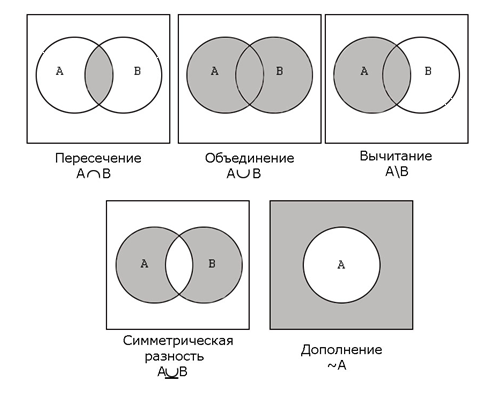 A B
A B
A B
Пересечение
A∩B
Объединение
A∪B
Вычитание
A\B
A B
A
Симметрическая
разность
A⊍B
Дополнение
~A